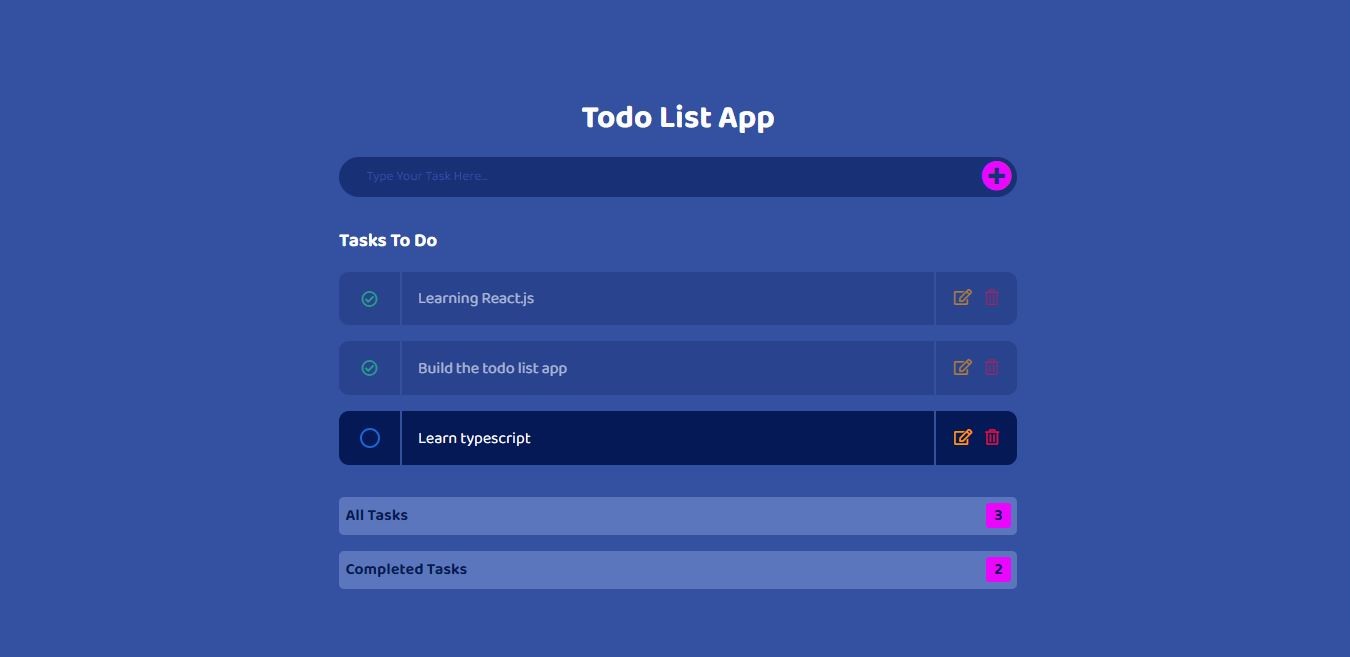 Todo List App
Type Your Task Here...
Tasks To Do
Learning React.js
Build the todo list app
Learn typescript
All Tasks 3
Completed Tasks 2